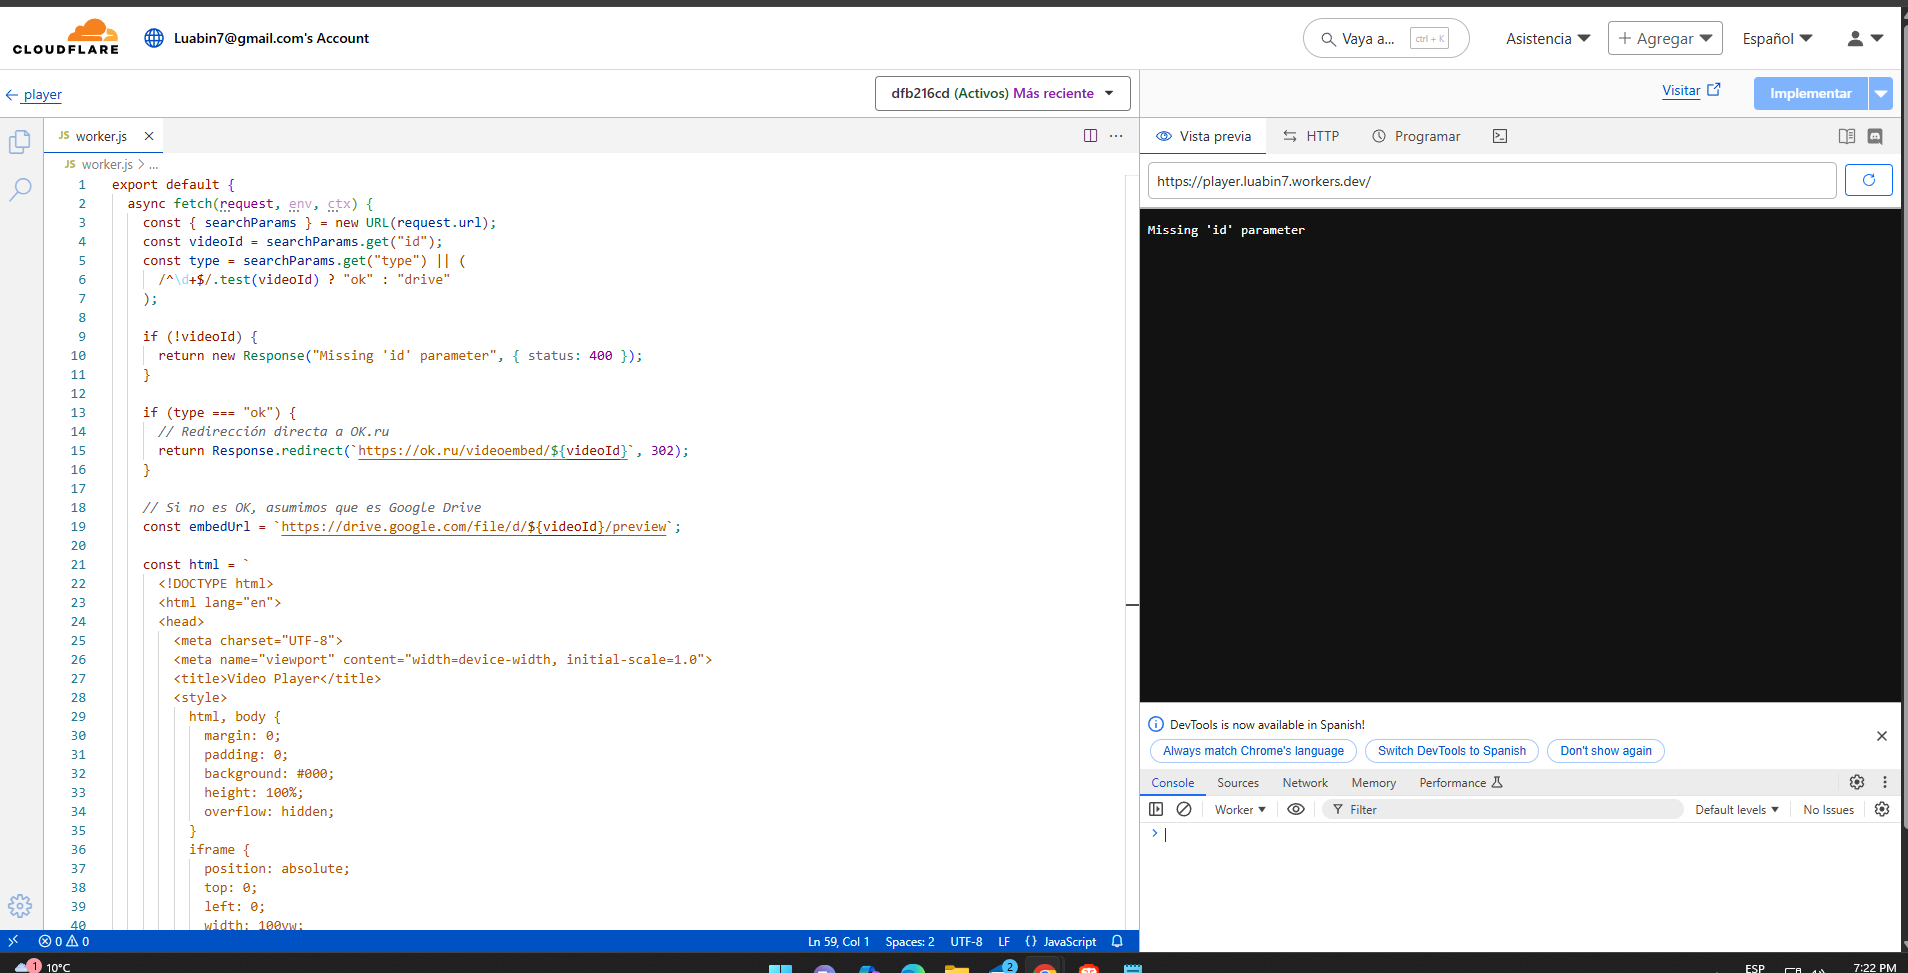 CLOUDFLARE
Luabin7@gmail.com's Account
Vaya a...
ctrl + K
Asistencia
Agregar
Español
player
dfb216cd (Activos) Más reciente
Visitar
Implementar
JS worker.js
JS worker.js > ...
1 export default {
2 async fetch(request, env, ctx) {
3 const { searchParams } = new URL(request.url);
4 const videoId = searchParams.get("id");
5 const type = searchParams.get("type") || (
6 /^\d+$/.test(videoId) ? "ok" : "drive"
7 );
8
9 if (!videoId) {
10 return new Response("Missing 'id' parameter", { status: 400 });
11 }
12
13 if (type === "ok") {
14 // Redirección directa a OK.ru
15 return Response.redirect(`https://ok.ru/videoembed/${videoId}`, 302);
16 }
17
18 // Si no es OK, asumimos que es Google Drive
19 const embedUrl = `https://drive.google.com/file/d/${videoId}/preview`;
20
21 const html = `
22 <!DOCTYPE html>
23 <html lang="en">
24 <head>
25 <meta charset="UTF-8">
26 <meta name="viewport" content="width=device-width, initial-scale=1.0">
27 <title>Video Player</title>
28 <style>
29 html, body {
30 margin: 0;
31 padding: 0;
32 background: #000;
33 height: 100%;
34 overflow: hidden;
35 }
36 iframe {
37 position: absolute;
38 top: 0;
39 left: 0;
40 width: 100vw;
0 0
Ln 59, Col 1
Spaces: 2
UTF-8
LF
{} JavaScript
Vista previa
HTTP
Programar
https://player.luabin7.workers.dev/
Missing 'id' parameter
DevTools is now available in Spanish!
Always match Chrome's language
Switch DevTools to Spanish
Don't show again
Console
Sources
Network
Memory
Performance
Worker
Filter
Default levels
No Issues
1
10°C
2
ESP
7:22 PM